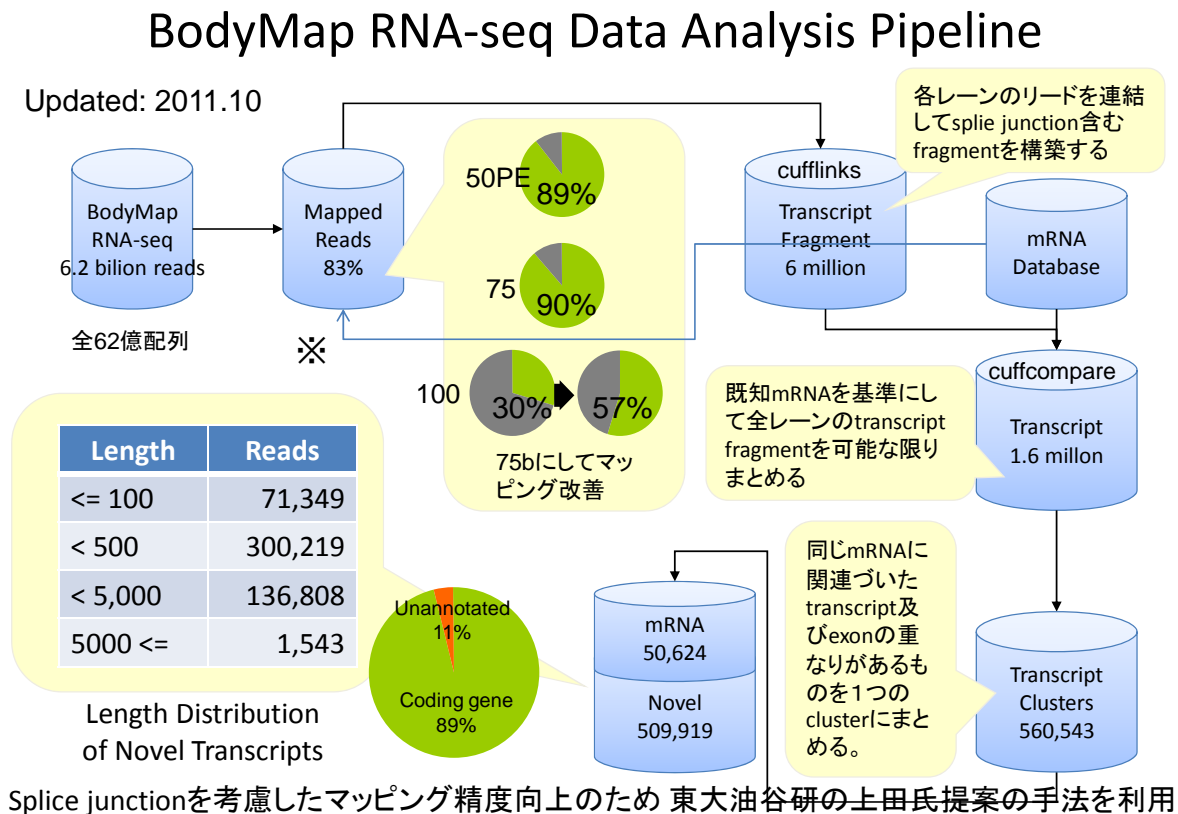 BodyMap RNA-seq Data Analysis Pipeline
Updated: 2011.10
各レーンのリードを連結
してsplie junction含む
fragmentを構築する
BodyMap
RNA-seq
6.2 bilion reads
全62億配列
Mapped
Reads
83%
※
50PE
89%
75
90%
100
30%
57%
75bにしてマッ
ピング改善
cufflinks
Transcript
Fragment
6 million
mRNA
Database
既知mRNAを基準にし
て全レーンのtranscript
fragmentを可能な限り
まとめる
cuffcompare
Transcript
1.6 millon
Length Reads
<= 100 71,349
< 500 300,219
< 5,000 136,808
5000 <= 1,543
Length Distribution
of Novel Transcripts
Unannotated
11%
Coding gene
89%
mRNA
50,624
Novel
509,919
同じmRNAに
関連づいた
transcript及
びexonの重
なりがあるも
のを１つの
clusterにまと
める。
Transcript
Clusters
560,543
Splice junctionを考慮したマッピング精度向上のため 東大油谷研の上田氏提案の手法を利用